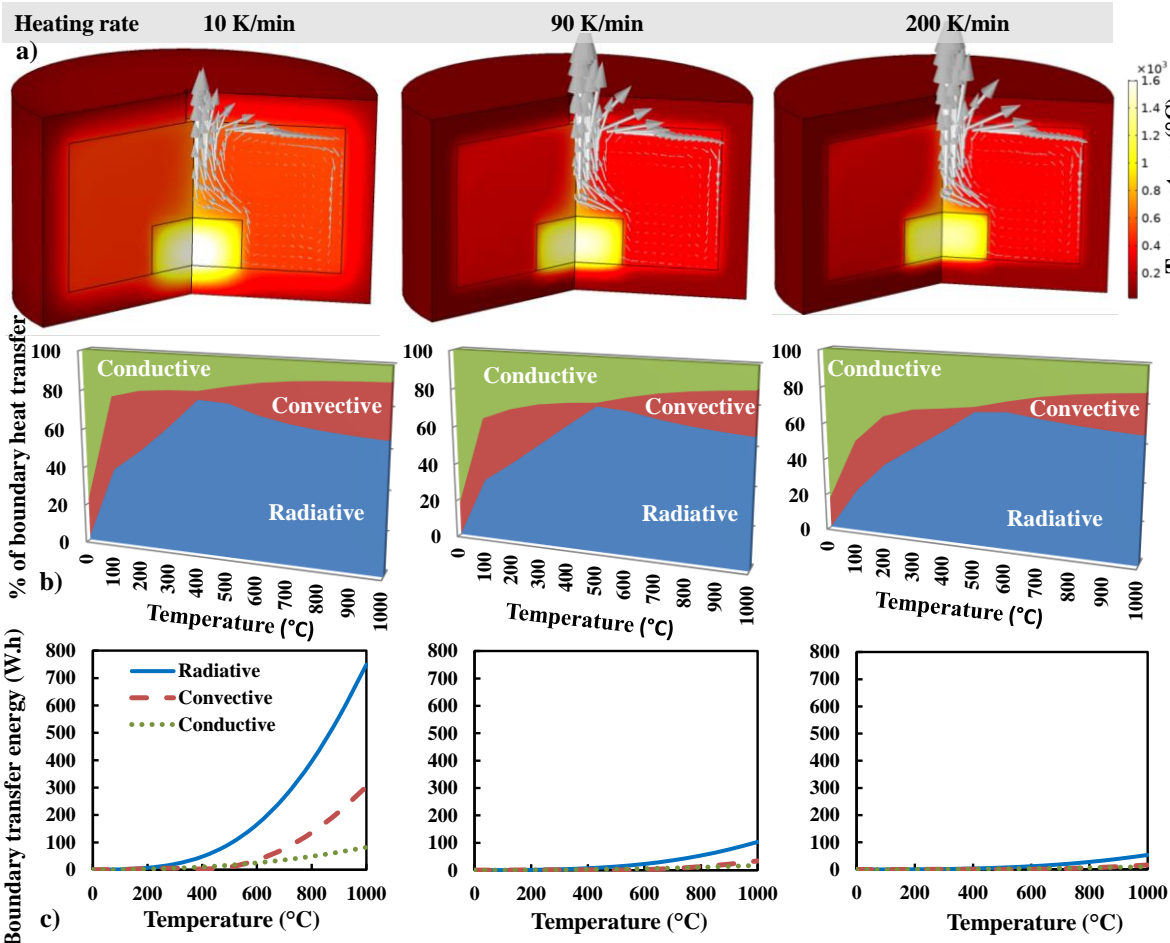 Heating rate 10 K/min 90 K/min 200 K/min
a)
×10³
1.6
1.4
1.2
1
0.8
0.6
0.4
0.2
(°C)
% of boundary heat transfer
100
80
60
40
20
0
Conductive
Convective
Radiative
0 100 200 300 400 500 600 700 800 900 1000
Temperature (°C)
100
80
60
40
20
0
Conductive
Convective
Radiative
0 100 200 300 400 500 600 700 800 900 1000
Temperature (°C)
100
80
60
40
20
0
Conductive
Convective
Radiative
0 100 200 300 400 500 600 700 800 900 1000
Temperature (°C)
b)
Boundary transfer energy (W.h)
800
700
600
500
400
300
200
100
0
Radiative
Convective
Conductive
0 200 400 600 800 1000
Temperature (°C)
800
700
600
500
400
300
200
100
0
0 200 400 600 800 1000
Temperature (°C)
800
700
600
500
400
300
200
100
0
0 200 400 600 800 1000
Temperature (°C)
c)